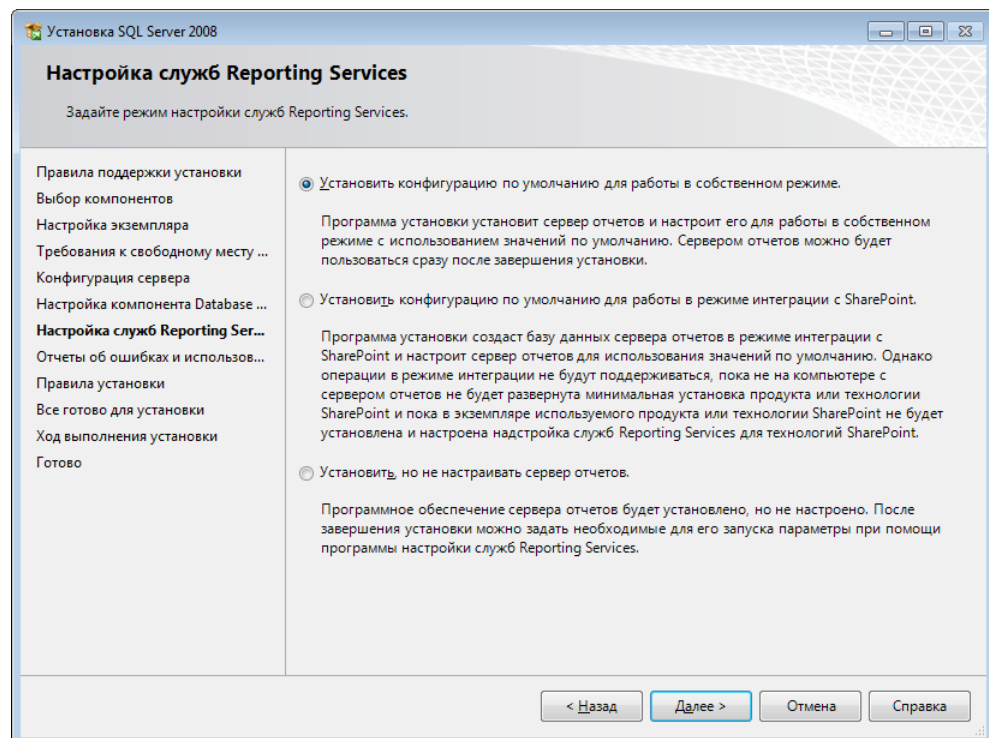 Установка SQL Server 2008
Настройка служб Reporting Services
Задайте режим настройки служб Reporting Services.
Правила поддержки установки
Выбор компонентов
Настройка экземпляра
Требования к свободному месту ...
Конфигурация сервера
Настройка компонента Database ...
Настройка служб Reporting Ser...
Отчеты об ошибках и использов...
Правила установки
Все готово для установки
Ход выполнения установки
Готово
Установить конфигурацию по умолчанию для работы в собственном режиме.
Программа установки установит сервер отчетов и настроит его для работы в собственном
режиме с использованием значений по умолчанию. Сервером отчетов можно будет
пользоваться сразу после завершения установки.
Установить конфигурацию по умолчанию для работы в режиме интеграции с SharePoint.
Программа установки создаст базу данных сервера отчетов в режиме интеграции с
SharePoint и настроит сервер отчетов для использования значений по умолчанию. Однако
операции в режиме интеграции не будут поддерживаться, пока не на компьютере с
сервером отчетов не будет развернута минимальная установка продукта или технологии
SharePoint и пока в экземпляре используемого продукта или технологии SharePoint не будет
установлена и настроена надстройка служб Reporting Services для технологий SharePoint.
Установить, но не настраивать сервер отчетов.
Программное обеспечение сервера отчетов будет установлено, но не настроено. После
завершения установки можно задать необходимые для его запуска параметры при помощи
программы настройки служб Reporting Services.
< Назад Далее > Отмена Справка